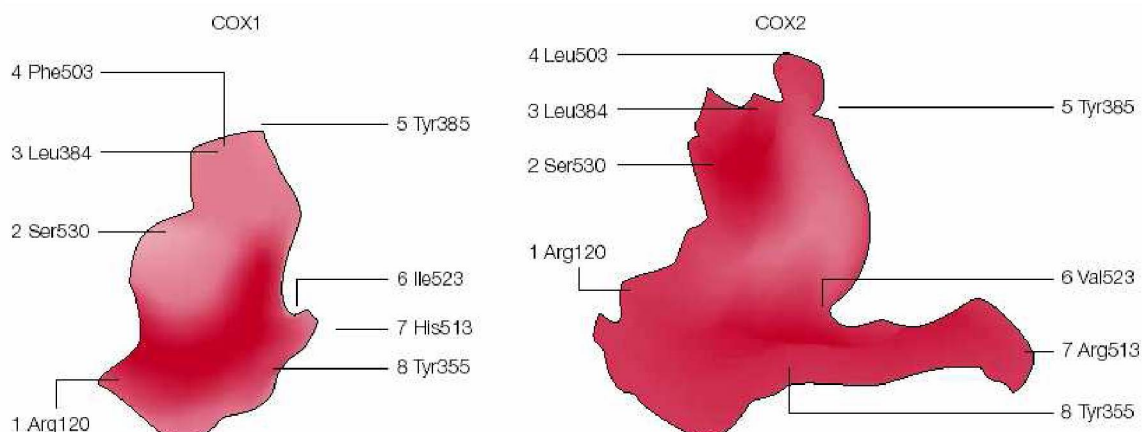 COX1
4 Phe503
5 Tyr385
3 Leu384
2 Ser530
6 Ile523
7 His513
8 Tyr355
1 Arg120
COX2
4 Leu503
3 Leu384
5 Tyr385
2 Ser530
1 Arg120
6 Val523
7 Arg513
8 Tyr355